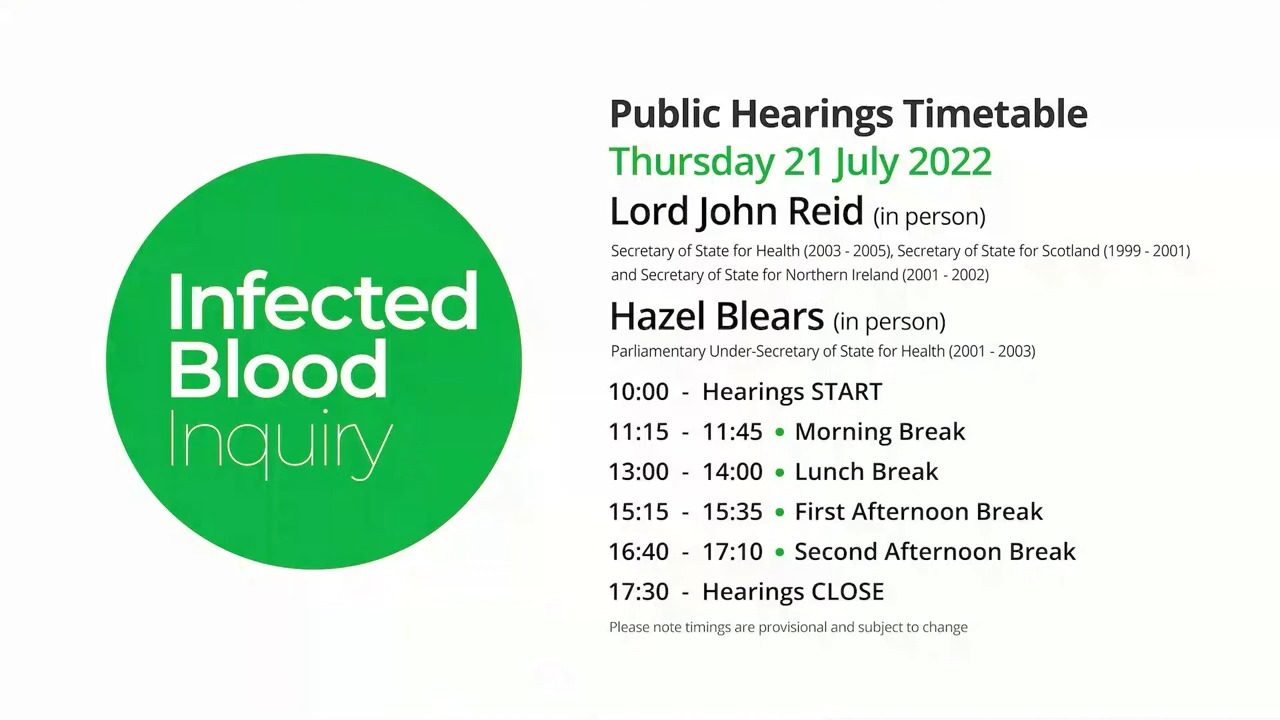 Infected
Blood
Inquiry
Public Hearings Timetable
Thursday 21 July 2022
Lord John Reid (in person)
Secretary of State for Health (2003 - 2005), Secretary of State for Scotland (1999 - 2001)
and Secretary of State for Northern Ireland (2001 - 2002)
Hazel Blears (in person)
Parliamentary Under-Secretary of State for Health (2001 - 2003)
10:00 - Hearings START
11:15 - 11:45 • Morning Break
13:00 - 14:00 • Lunch Break
15:15 - 15:35 • First Afternoon Break
16:40 - 17:10 • Second Afternoon Break
17:30 - Hearings CLOSE
Please note timings are provisional and subject to change